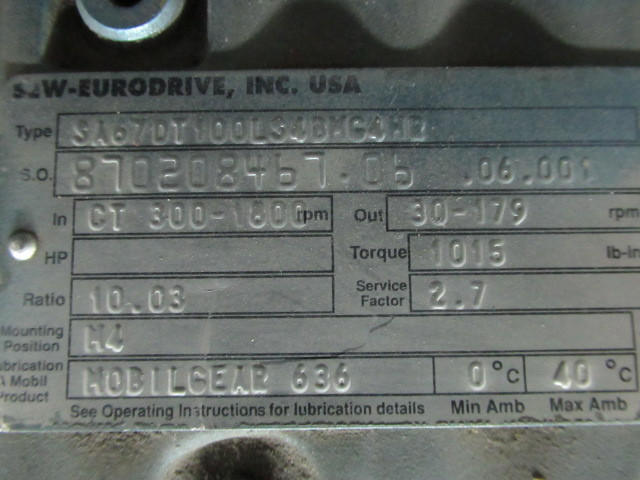 SEW-EURODRIVE, INC. USA
Type SA67DT100LS4BMG4HR
S.O. 870208467.06 .06.001
In CT 300-1800 rpm Out 30-179 rpm
HP Torque 1015 lb-in
Ratio 10.03 Service Factor 2.7
Mounting Position M4
Lubrication A Mobil Product MOBILGEAR 636 0 °C 40 °C
See Operating Instructions for lubrication details Min Amb Max Amb